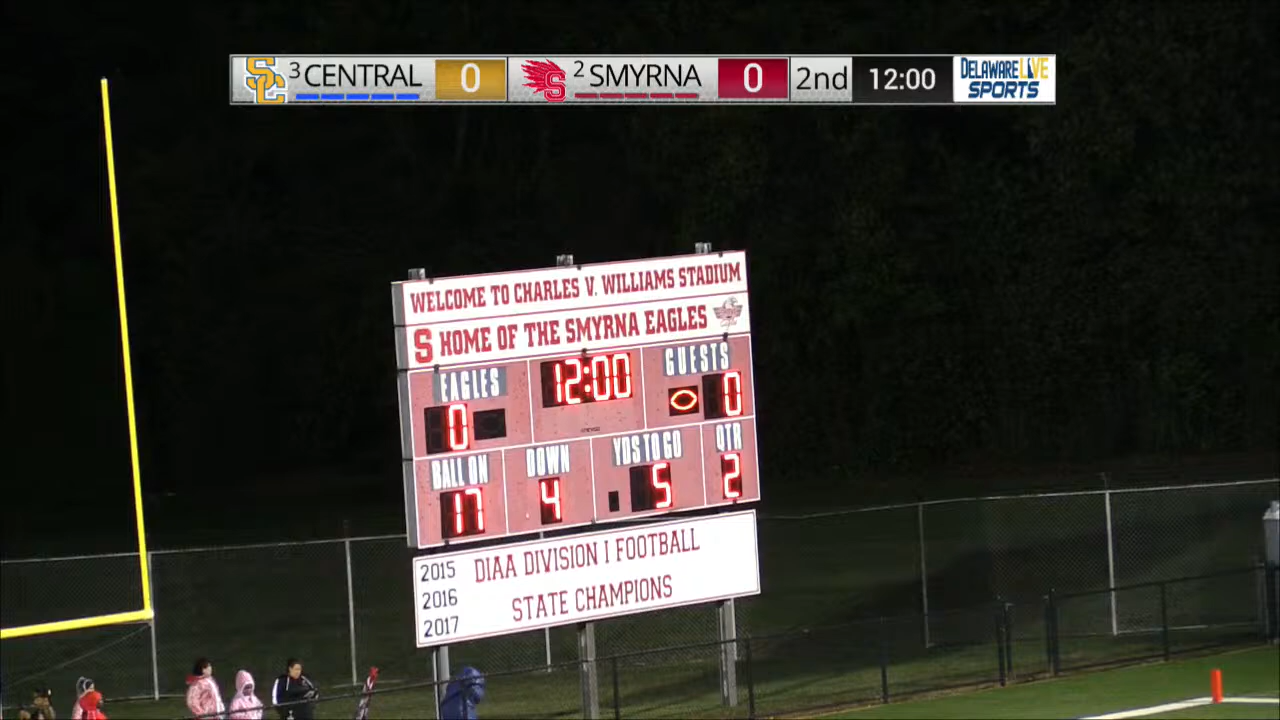 SC 3 CENTRAL 0 S 2 SMYRNA 0 2nd 12:00 DELAWARE LIVE SPORTS
WELCOME TO CHARLES V. WILLIAMS STADIUM
S HOME OF THE SMYRNA EAGLES
EAGLES 12:00 GUESTS
0 0
BALL ON DOWN YDS TO GO QTR
17 4 5 2
2015 DIAA DIVISION I FOOTBALL
2016 STATE CHAMPIONS
2017